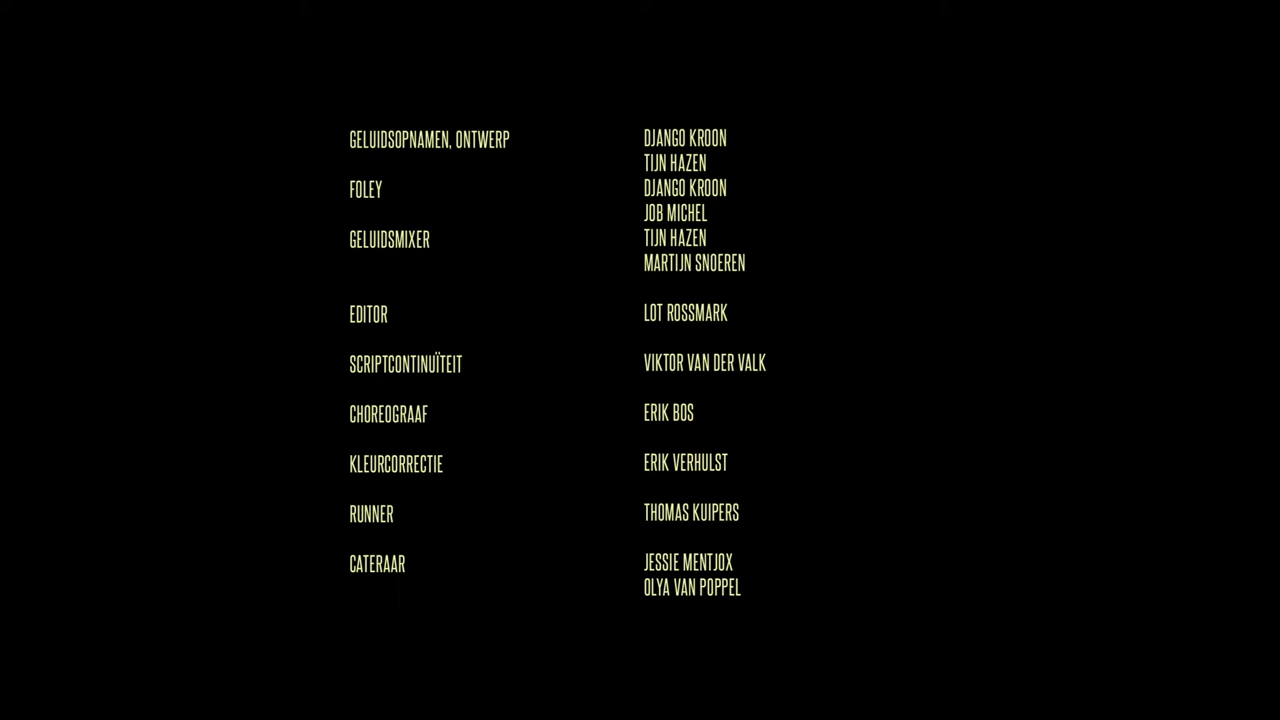 GELUIDSOPNAMEN, ONTWERP DJANGO KROON
TIJN HAZEN
FOLEY DJANGO KROON
JOB MICHEL
GELUIDSMIXER TIJN HAZEN
MARTIJN SNOEREN
EDITOR LOT ROSSMARK
SCRIPTCONTINUÏTEIT VIKTOR VAN DER VALK
CHOREOGRAAF ERIK BOS
KLEURCORRECTIE ERIK VERHULST
RUNNER THOMAS KUIPERS
CATERAAR JESSIE MENTJOX
OLYA VAN POPPEL